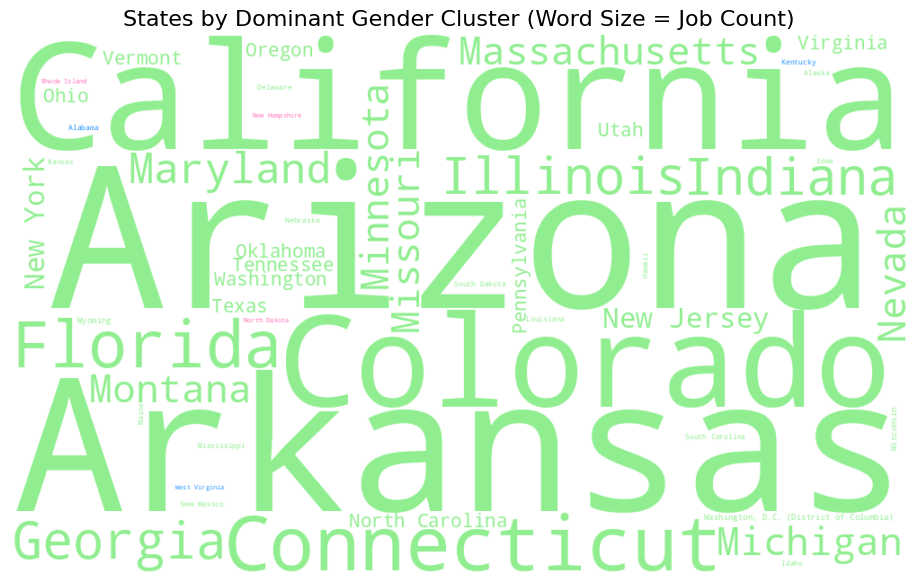 States by Dominant Gender Cluster (Word Size = Job Count)
California
Massachusetts
Virginia
Vermont
Oregon
Kentucky
Alaska
Rhode Island
Ohio
Delaware
New Hampshire
Alabama
Utah
Kansas
Maryland
Minnesota
Missouri
Illinois
Indiana
Iowa
New York
Arizona
Nebraska
Oklahoma
Tennessee
Washington
South Dakota
Pennsylvania
Hawaii
Nevada
Texas
Wyoming
North Dakota
Louisiana
New Jersey
Florida
Colorado
Montana
Arkansas
Maine
Mississippi
South Carolina
Wisconsin
West Virginia
New Mexico
North Carolina
Washington, D.C. (District of Columbia)
Georgia
Connecticut
Michigan
Idaho